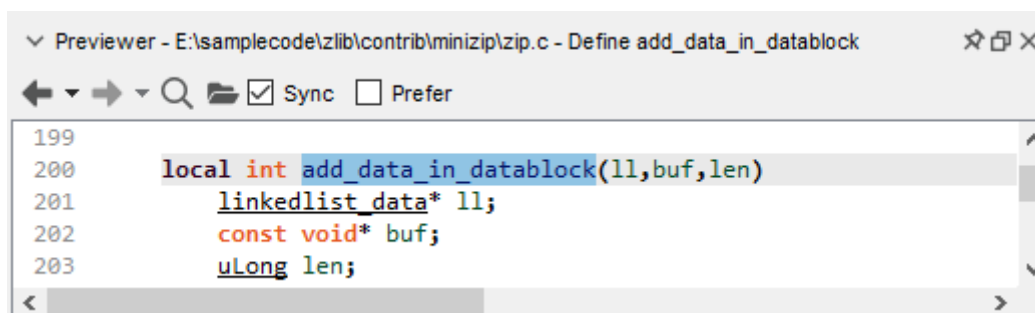 Previewer - E:\samplecode\zlib\contrib\minizip\zip.c - Define add_data_in_datablock
Sync Prefer
199
200 local int add_data_in_datablock(ll,buf,len)
201 linkedlist_data* ll;
202 const void* buf;
203 uLong len;